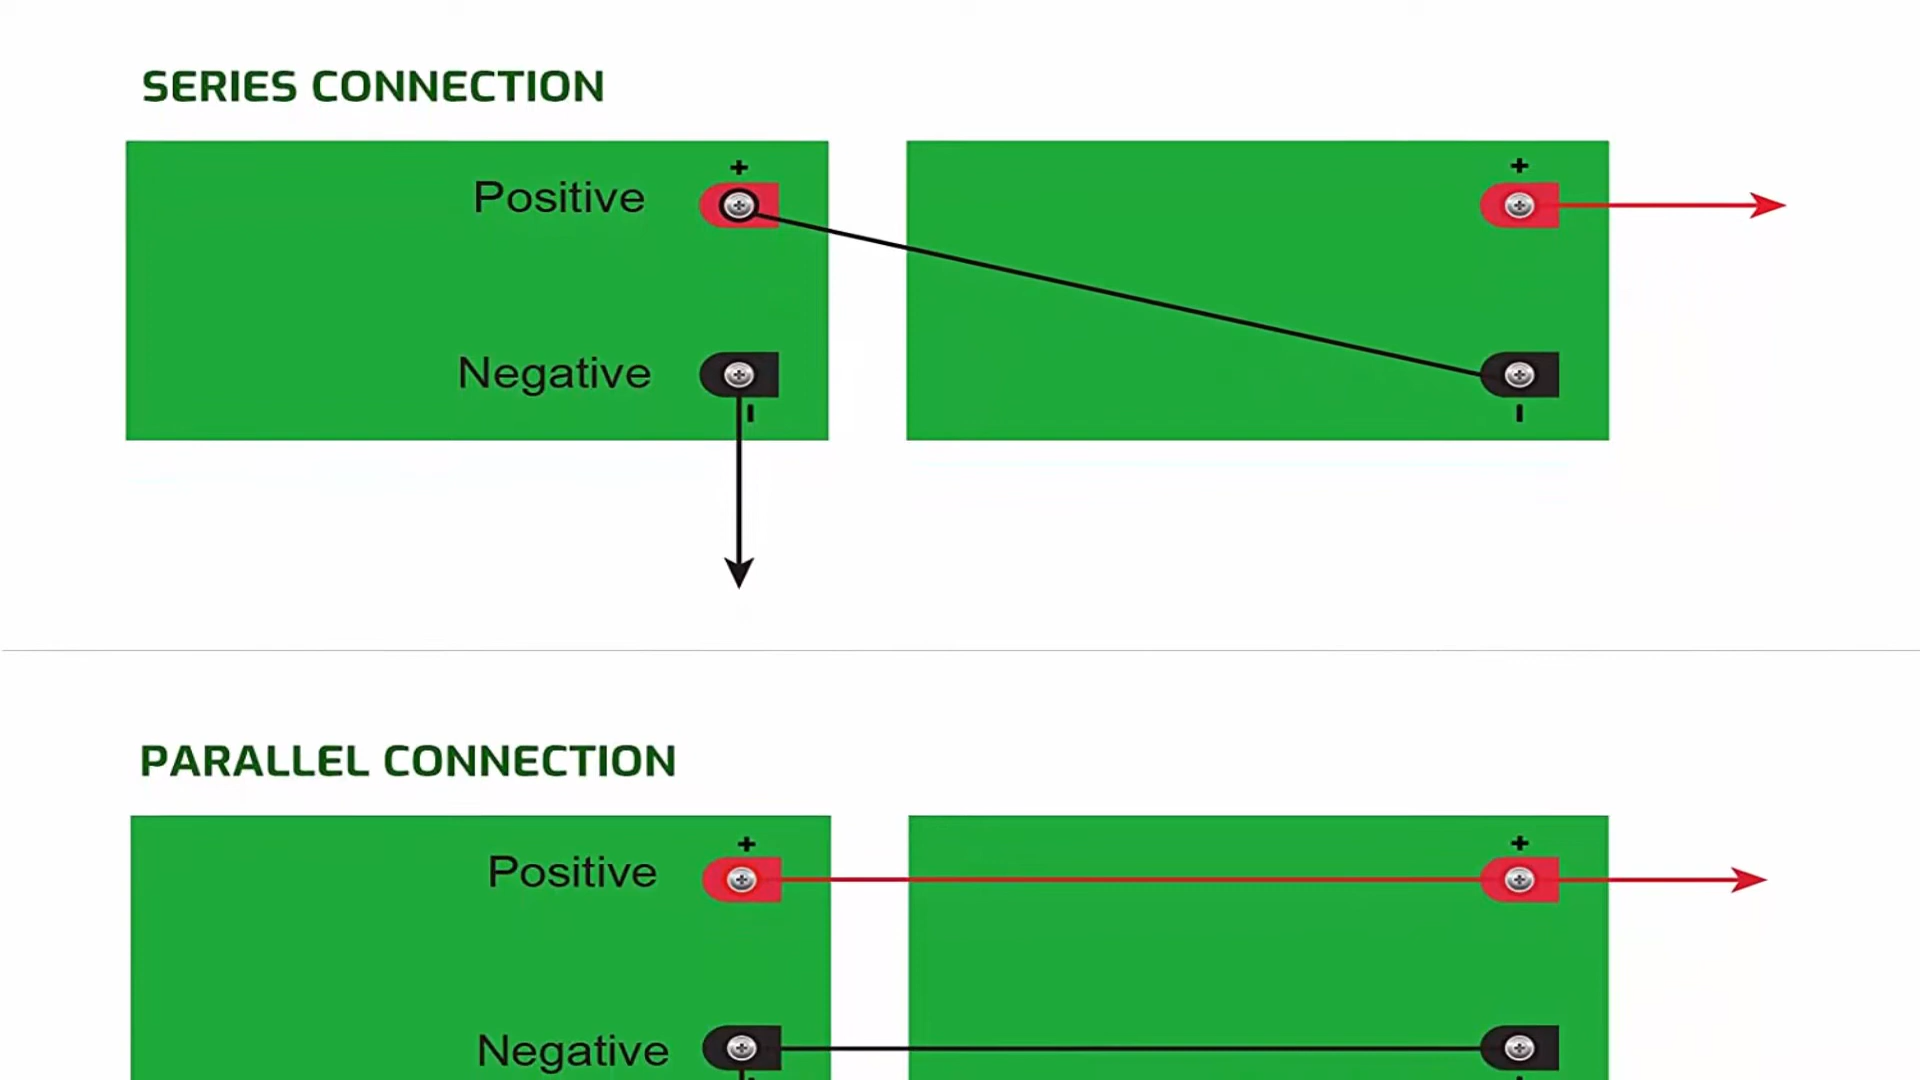 SERIES CONNECTION
+ +
Positive
Negative
PARALLEL CONNECTION
+ +
Positive
Negative